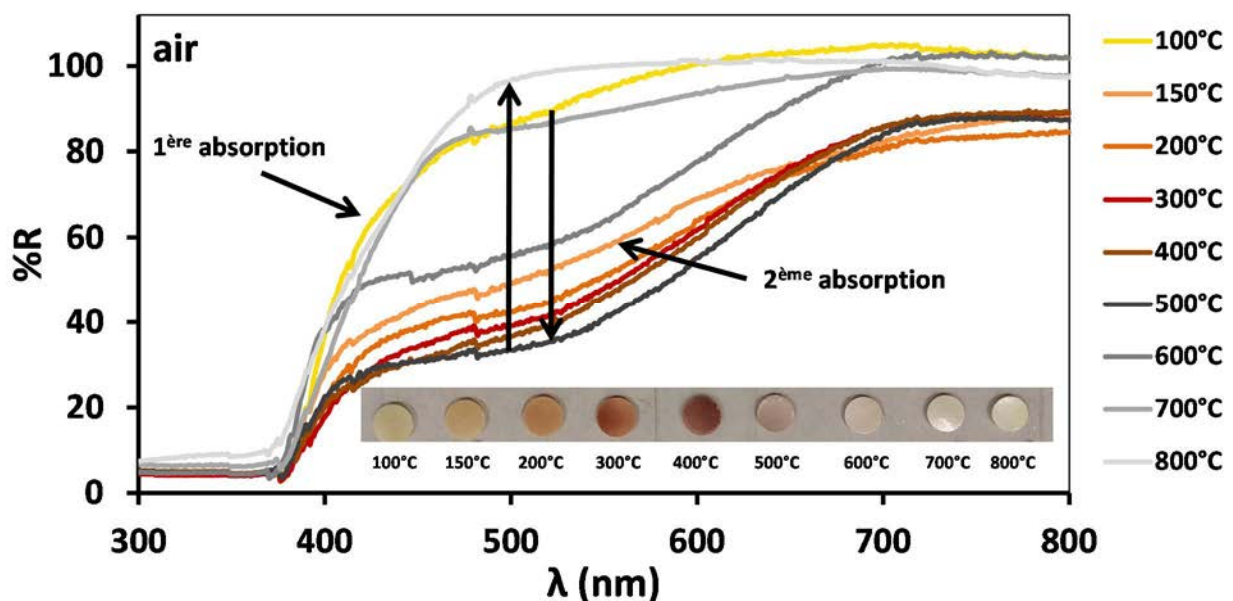 air
100
80
60
40
20
0
%R
1ère absorption
2ème absorption
100°C 150°C 200°C 300°C 400°C 500°C 600°C 700°C 800°C
300 400 500 600 700 800
λ (nm)
100°C
150°C
200°C
300°C
400°C
500°C
600°C
700°C
800°C